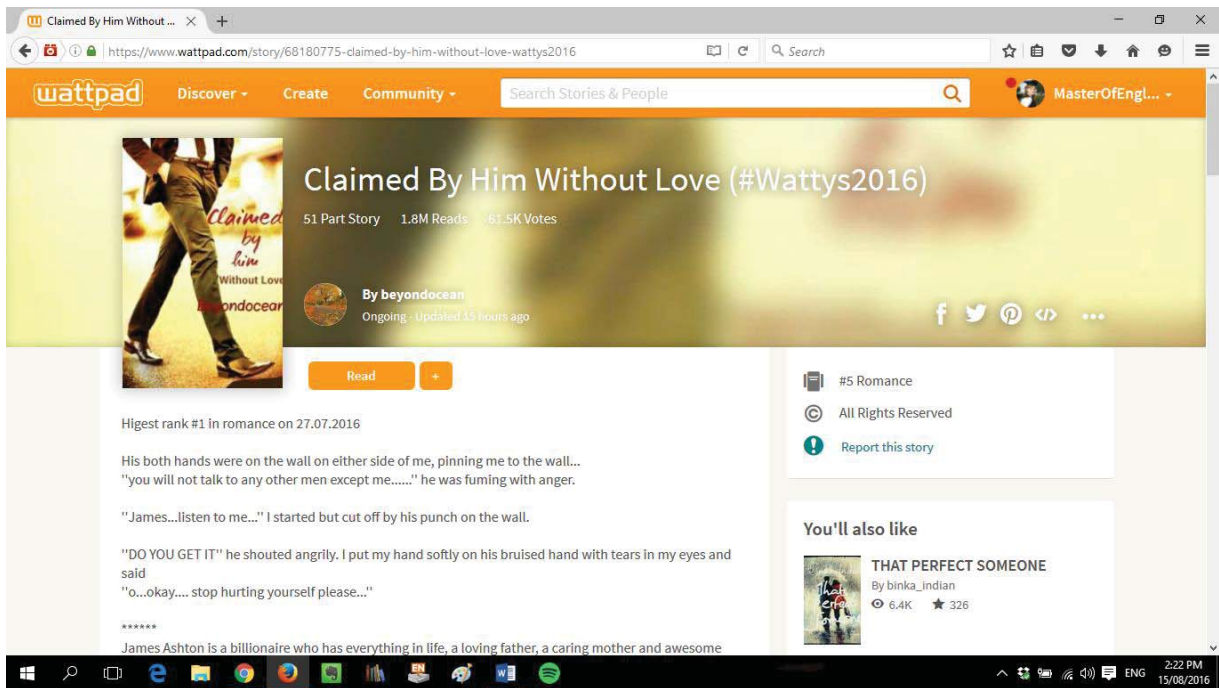 Claimed By Him Without ...
https://www.wattpad.com/story/68180775-claimed-by-him-without-love-wattys2016
Search
wattpad
Discover
Create
Community
Search Stories & People
MasterOfEngl...
Claimed
by
him
Without Love
Beyondocean
Claimed By Him Without Love (#Wattys2016)
51 Part Story 1.8M Reads 61.5K Votes
By beyondocean
Ongoing - Updated 15 hours ago
Read +
Higest rank #1 in romance on 27.07.2016
His both hands were on the wall on either side of me, pinning me to the wall...
"you will not talk to any other men except me......" he was fuming with anger.
"James...listen to me..." I started but cut off by his punch on the wall.
"DO YOU GET IT" he shouted angrily. I put my hand softly on his bruised hand with tears in my eyes and
said
"o...okay.... stop hurting yourself please..."
******
James Ashton is a billionaire who has everything in life, a loving father, a caring mother and awesome
#5 Romance
All Rights Reserved
Report this story
You'll also like
That
Perfect
Someone
THAT PERFECT SOMEONE
By binka_indian
6.4K 326
EN
ENG
2:22 PM
15/08/2016